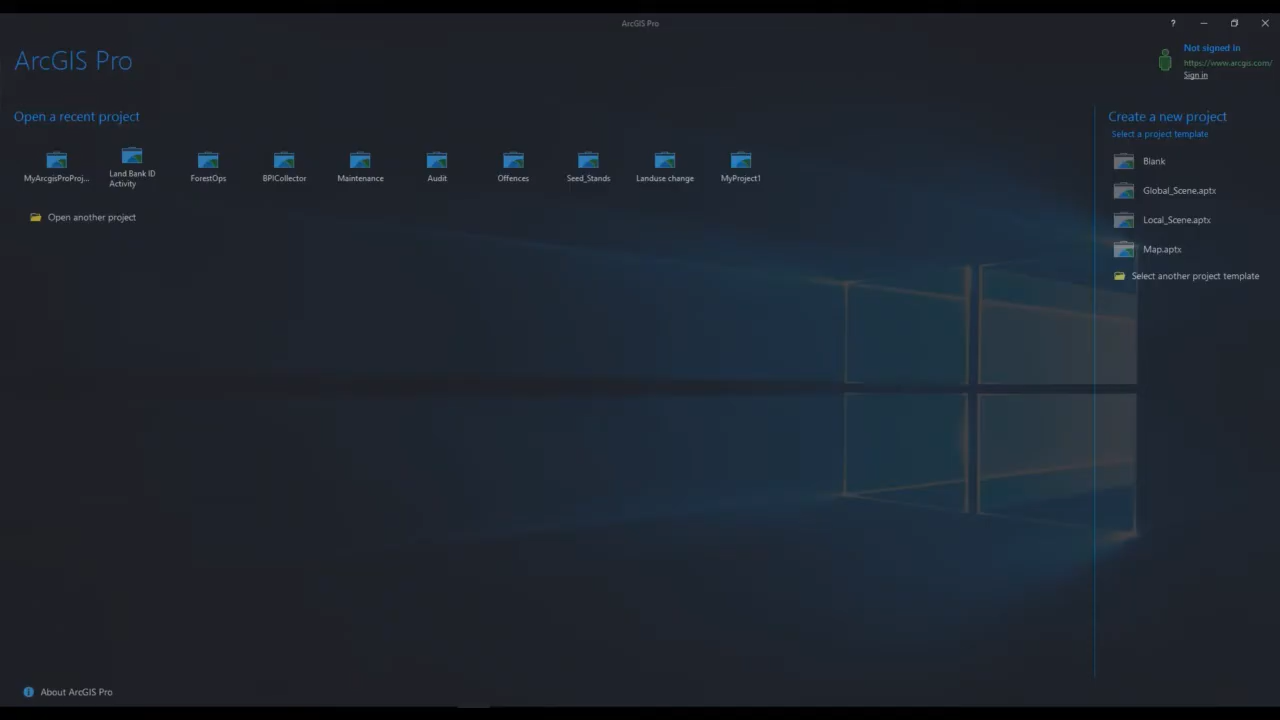 ArcGIS Pro
?
ArcGIS Pro
Not signed in
https://www.arcgis.com/
Sign in
Open a recent project
MyArcgisProProj...
Land Bank ID
Activity
ForestOps
BPICollector
Maintenance
Audit
Offences
Seed_Stands
Landuse change
MyProject1
Open another project
Create a new project
Select a project template
Blank
Global_Scene.aptx
Local_Scene.aptx
Map.aptx
Select another project template
About ArcGIS Pro